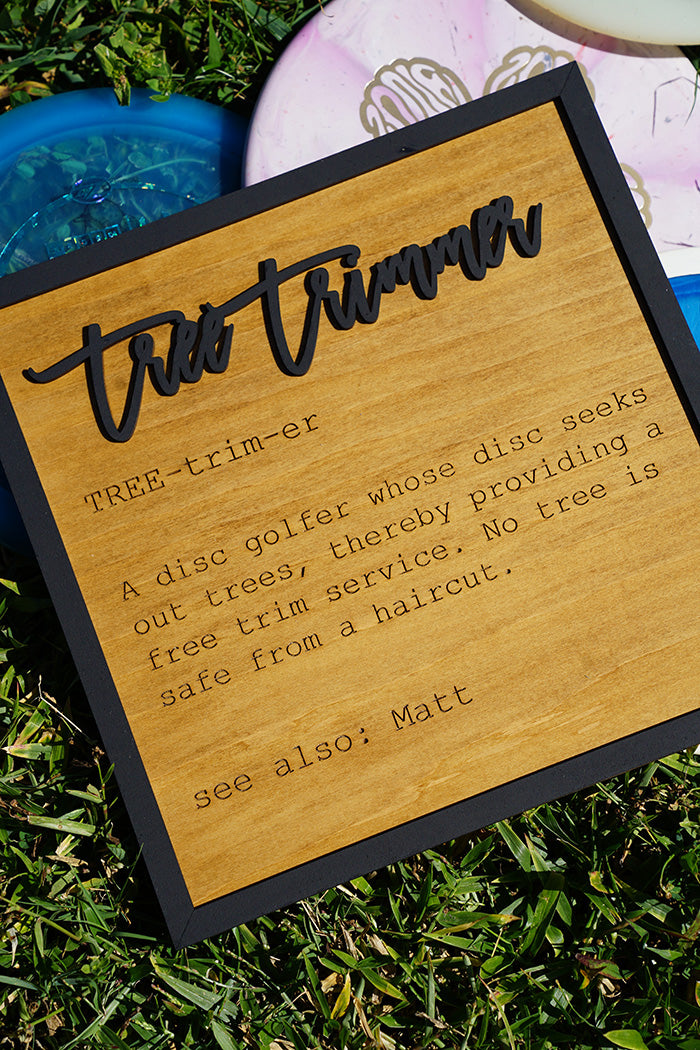 tree trimmer
TREE-trim-er
A disc golfer whose disc seeks
out trees, thereby providing a
free trim service. No tree is
safe from a haircut.
see also: Matt